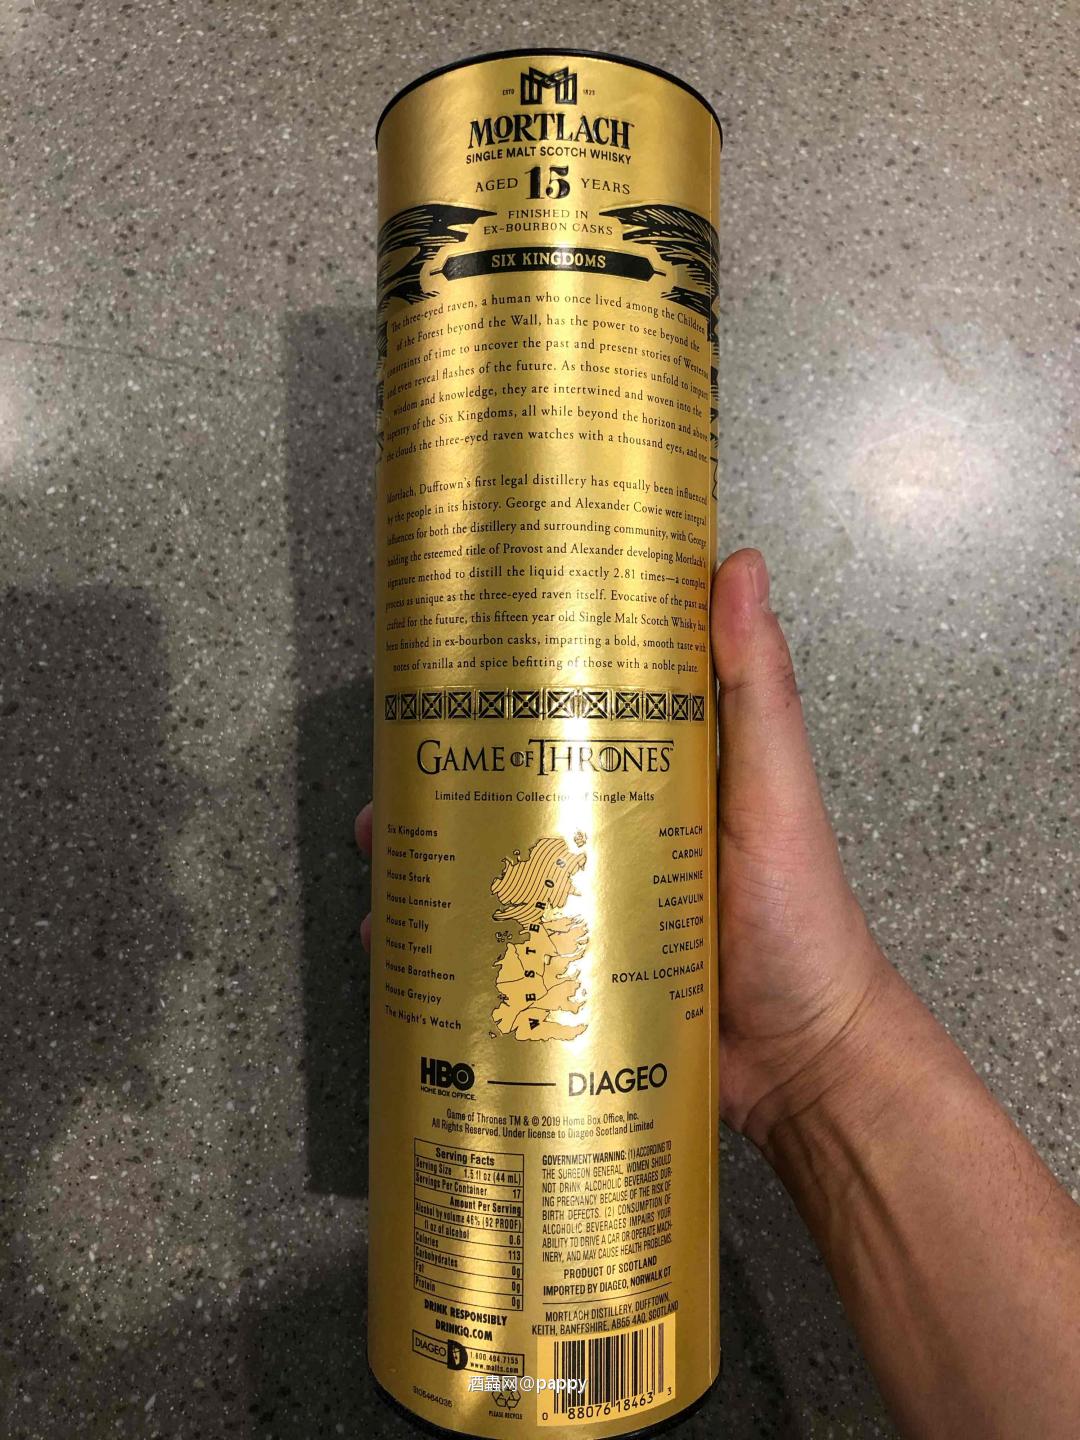 ESTD 1823
MORTLACH
SINGLE MALT SCOTCH WHISKY
AGED 15 YEARS
FINISHED IN
EX-BOURBON CASKS
SIX KINGDOMS
The three-eyed raven, a human who once lived among the Children
of the Forest beyond the Wall, has the power to see beyond the
constraints of time to uncover the past and present stories of Westeros
and even reveal flashes of the future. As those stories unfold to impart
wisdom and knowledge, they are intertwined and woven into the
tapestry of the Six Kingdoms, all while beyond the horizon and above
the clouds the three-eyed raven watches with a thousand eyes, and one.
Mortlach, Dufftown's first legal distillery has equally been influenced
by the people in its history. George and Alexander Cowie were integral
influences for both the distillery and surrounding community, with George
holding the esteemed title of Provost and Alexander developing Mortlach's
signature method to distill the liquid exactly 2.81 times—a complex
process as unique as the three-eyed raven itself. Evocative of the past and
crafted for the future, this fifteen year old Single Malt Scotch Whisky has
been finished in ex-bourbon casks, imparting a bold, smooth taste with
notes of vanilla and spice befitting of those with a noble palate.
GAME OF THRONES
Limited Edition Collection of Single Malts
Six Kingdoms MORTLACH
House Targaryen CARDHU
House Stark DALWHINNIE
House Lannister LAGAVULIN
House Tully SINGLETON
House Tyrell CLYNELISH
House Baratheon ROYAL LOCHNAGAR
House Greyjoy TALISKER
The Night's Watch OBAN
WESTEROS
HBO DIAGEO
HOME BOX OFFICE
Game of Thrones TM & © 2019 Home Box Office, Inc.
All Rights Reserved. Under license to Diageo Scotland Limited
Serving Facts
Serving Size 1.5 fl oz (44 mL)
Servings Per Container 17
Amount Per Serving
Alcohol by volume 46% (92 PROOF)
fl oz of alcohol 0.6
Calories 113
Carbohydrates 0g
Fat 0g
Protein 0g
DRINK RESPONSIBLY
DRINKiQ.COM
DIAGEO
1.800.494.7155
www.malts.com
PLEASE RECYCLE
GOVERNMENT WARNING: (1) ACCORDING TO
THE SURGEON GENERAL, WOMEN SHOULD
NOT DRINK ALCOHOLIC BEVERAGES DUR-
ING PREGNANCY BECAUSE OF THE RISK OF
BIRTH DEFECTS. (2) CONSUMPTION OF
ALCOHOLIC BEVERAGES IMPAIRS YOUR
ABILITY TO DRIVE A CAR OR OPERATE MACH-
INERY, AND MAY CAUSE HEALTH PROBLEMS.
PRODUCT OF SCOTLAND
IMPORTED BY DIAGEO, NORWALK CT
MORTLACH DISTILLERY, DUFFTOWN,
KEITH, BANFFSHIRE, AB55 4AQ, SCOTLAND
0 88076 18463 3
酒蟲网@pappy